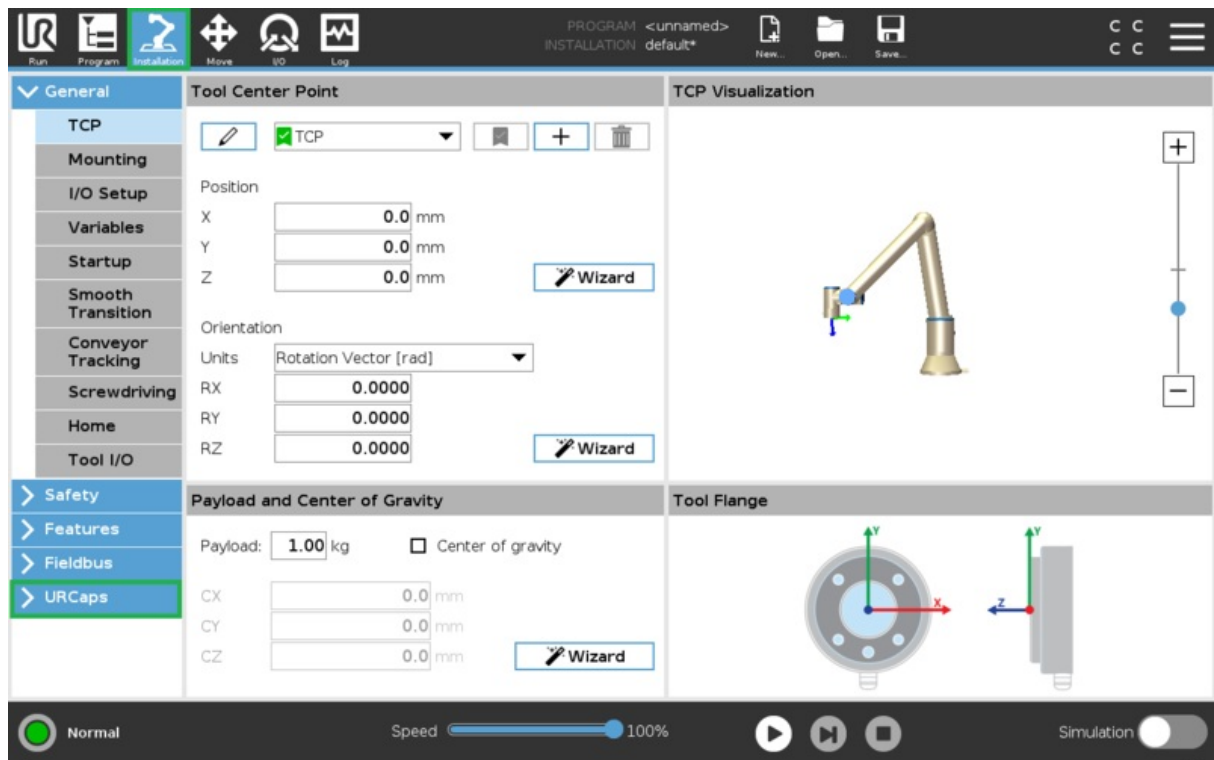 PROGRAM <unnamed>
INSTALLATION default*
C C
C C
UR
Run Program Installation Move I/O Log New... Open... Save...
General
TCP
Mounting
I/O Setup
Variables
Startup
Smooth
Transition
Conveyor
Tracking
Screwdriving
Home
Tool I/O
Safety
Features
Fieldbus
URCaps
Tool Center Point
TCP
Position
X 0.0 mm
Y 0.0 mm
Z 0.0 mm Wizard
Orientation
Units Rotation Vector [rad]
RX 0.0000
RY 0.0000
RZ 0.0000 Wizard
Payload and Center of Gravity
Payload: 1.00 kg Center of gravity
CX 0.0 mm
CY 0.0 mm
CZ 0.0 mm Wizard
TCP Visualization
Tool Flange
Y Y
X Z
Normal Speed 100% Simulation